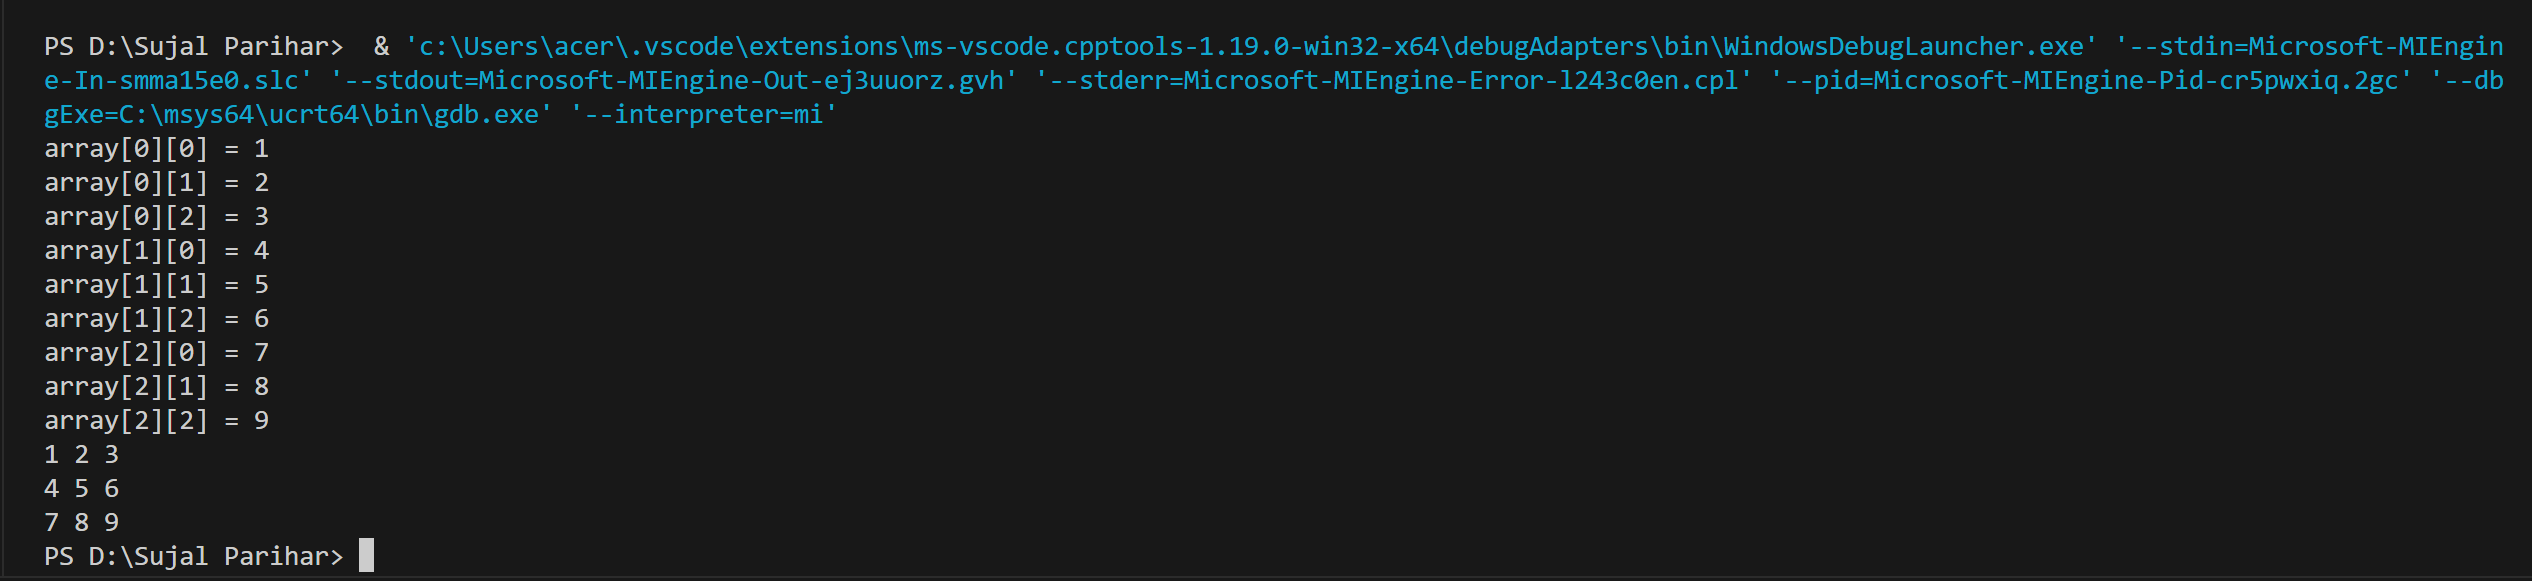 PS D:\Sujal Parihar>  & 'c:\Users\acer\.vscode\extensions\ms-vscode.cpptools-1.19.0-win32-x64\debugAdapters\bin\WindowsDebugLauncher.exe' '--stdin=Microsoft-MIEngin
e-In-smma15e0.slc' '--stdout=Microsoft-MIEngine-Out-ej3uuorz.gvh' '--stderr=Microsoft-MIEngine-Error-l243c0en.cpl' '--pid=Microsoft-MIEngine-Pid-cr5pwxiq.2gc' '--db
gExe=C:\msys64\ucrt64\bin\gdb.exe' '--interpreter=mi'
array[0][0] = 1
array[0][1] = 2
array[0][2] = 3
array[1][0] = 4
array[1][1] = 5
array[1][2] = 6
array[2][0] = 7
array[2][1] = 8
array[2][2] = 9
1 2 3
4 5 6
7 8 9
PS D:\Sujal Parihar>